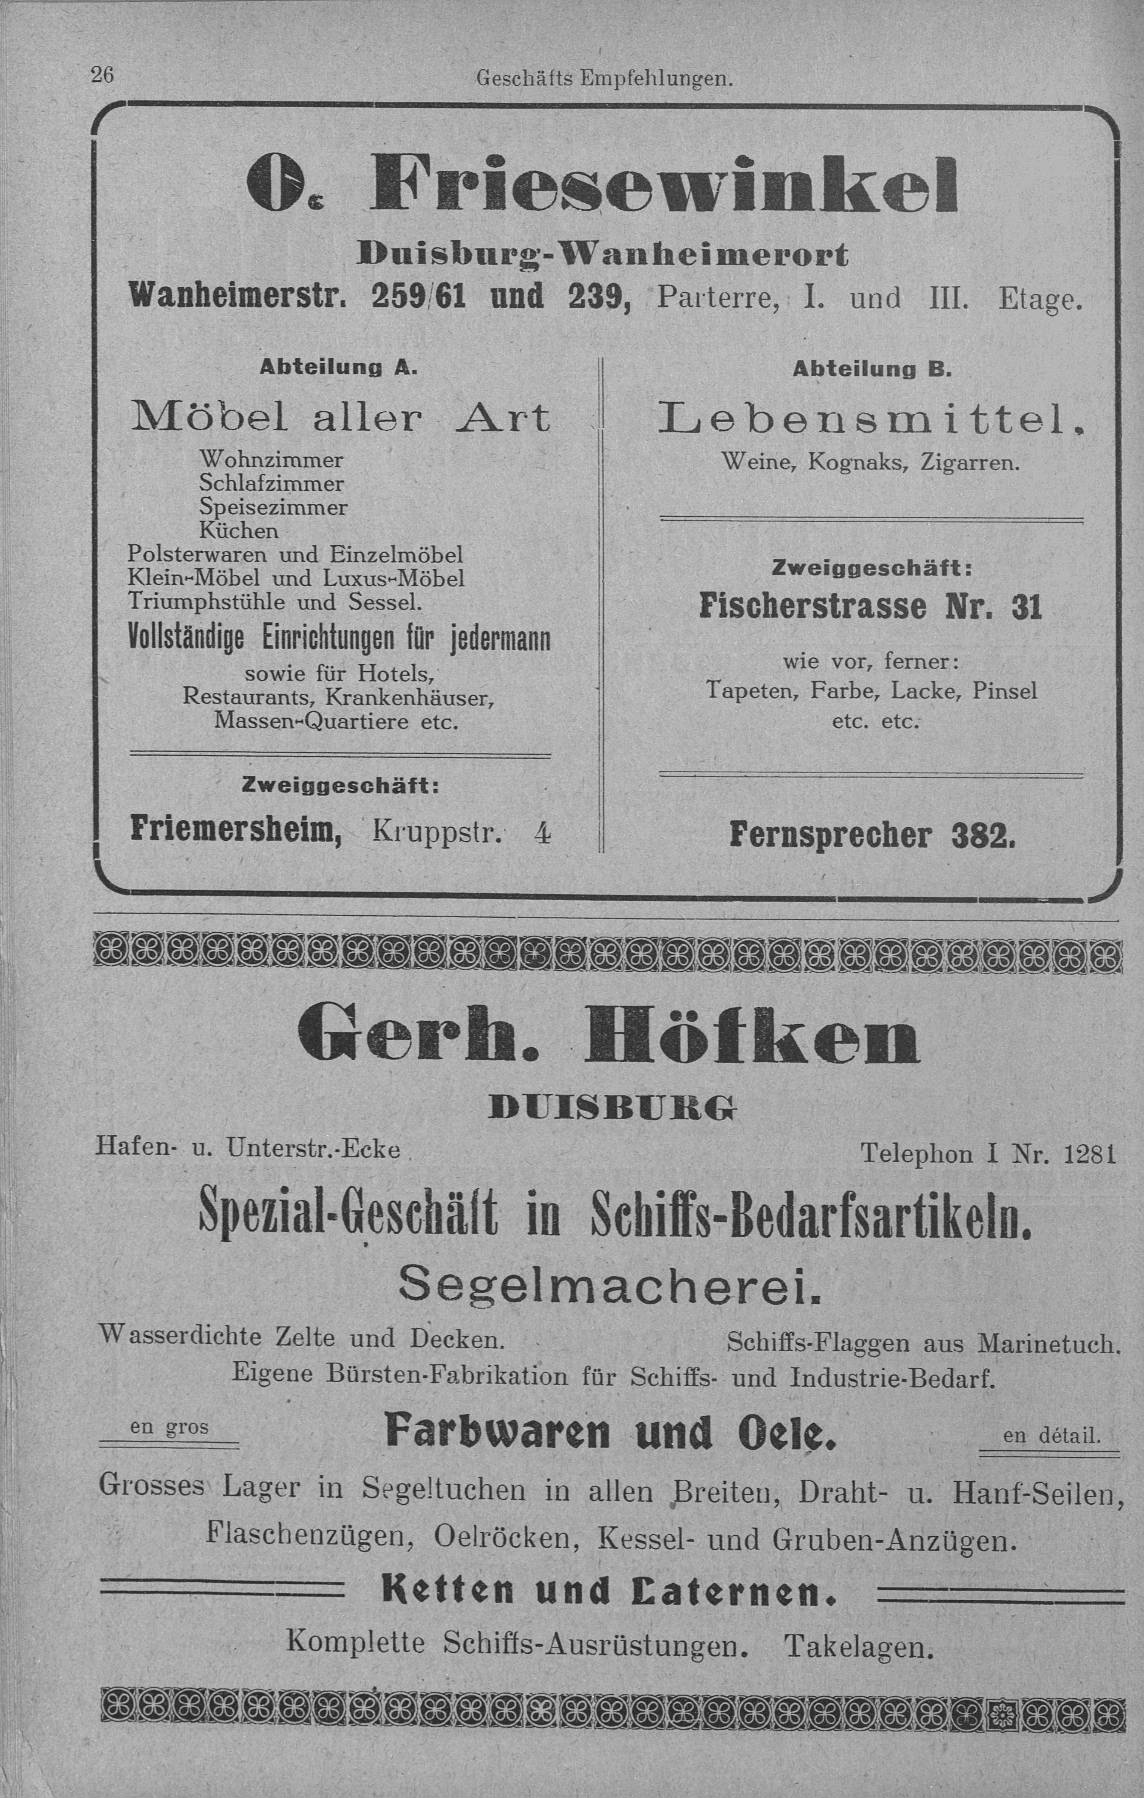 26
Geschäfts Empfehlungen.
O. Friesewinkel
Duisburg-Wanheimerort
Wanheimerstr. 259/61 und 239, Parterre, I. und III. Etage.
Abteilung A.
Möbel aller Art
Wohnzimmer
Schlafzimmer
Speisezimmer
Küchen
Polsterwaren und Einzelmöbel
Klein-Möbel und Luxus-Möbel
Triumphstühle und Sessel.
Vollständige Einrichtungen für jedermann
sowie für Hotels,
Restaurants, Krankenhäuser,
Massen-Quartiere etc.
Zweiggeschäft:
Friemersheim, Kruppstr. 4
Abteilung B.
Lebensmittel.
Weine, Kognaks, Zigarren.
Zweiggeschäft:
Fischerstrasse Nr. 31
wie vor, ferner:
Tapeten, Farbe, Lacke, Pinsel
etc. etc.
Fernsprecher 382.
Gerh. Höfken
DUISBURG
Hafen- u. Unterstr.-Ecke
Telephon I Nr. 1281
Spezial-Geschäft in Schiffs-Bedarfsartikeln.
Segelmacherei.
Wasserdichte Zelte und Decken.
Schiffs-Flaggen aus Marinetuch.
Eigene Bürsten-Fabrikation für Schiffs- und Industrie-Bedarf.
en gros
Farbwaren und Oele.
en détail.
Grosses Lager in Segeltuchen in allen Breiten, Draht- u. Hanf-Seilen,
Flaschenzügen, Oelröcken, Kessel- und Gruben-Anzügen.
Ketten und Laternen.
Komplette Schiffs-Ausrüstungen. Takelagen.